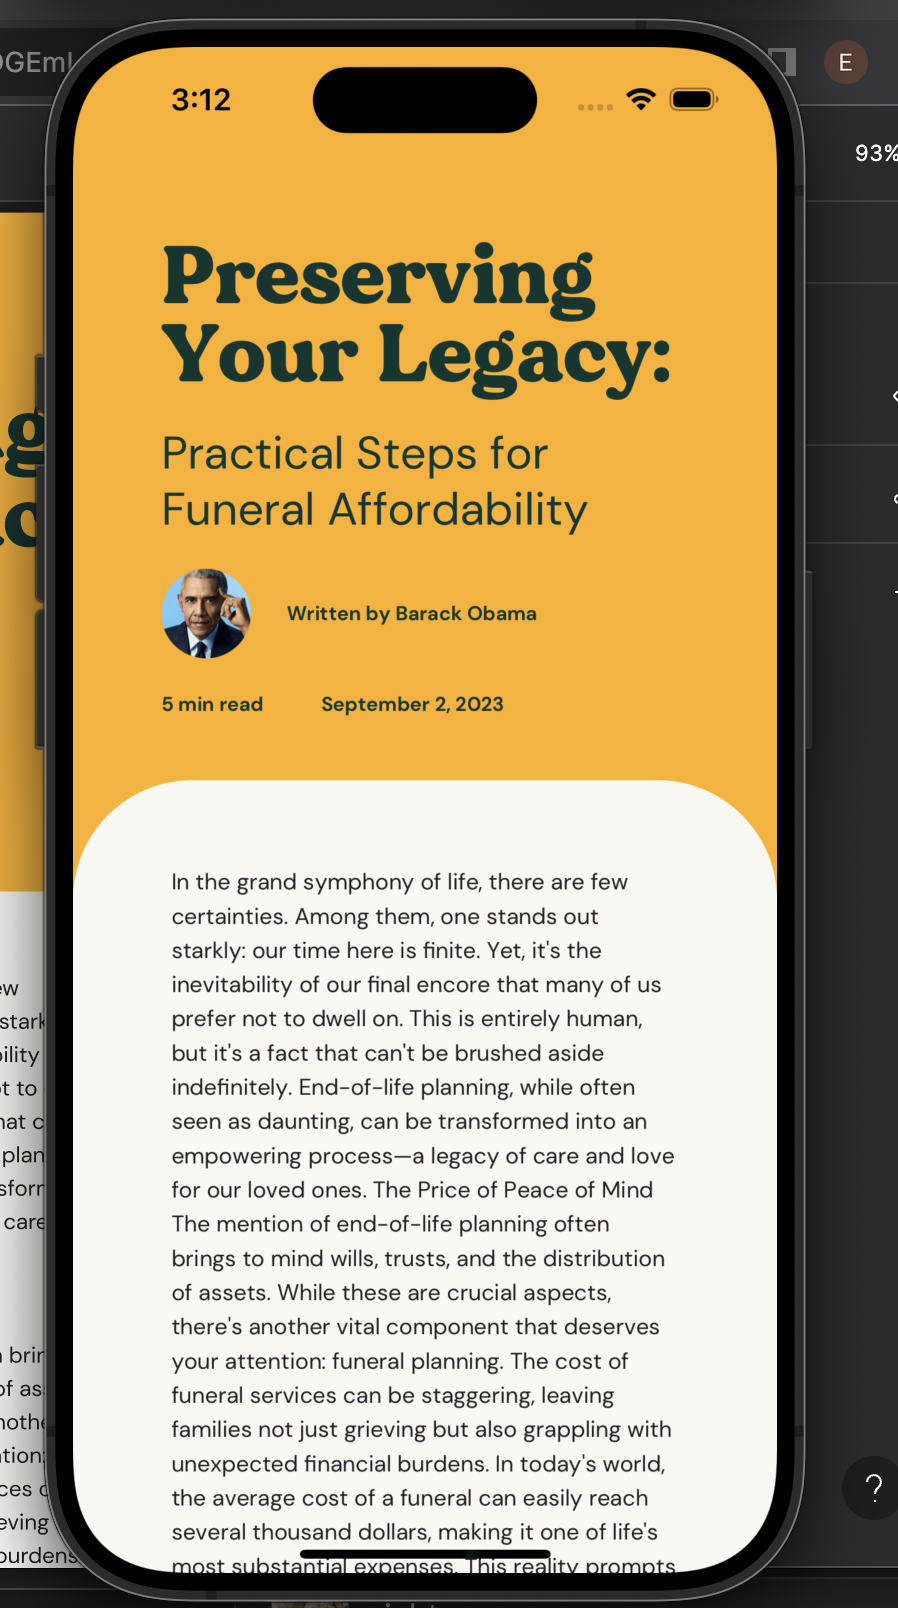 3:12
93%
E
Preserving
Your Legacy:
Practical Steps for
Funeral Affordability
Written by Barack Obama
5 min read September 2, 2023
In the grand symphony of life, there are few
certainties. Among them, one stands out
starkly: our time here is finite. Yet, it's the
inevitability of our final encore that many of us
prefer not to dwell on. This is entirely human,
but it's a fact that can't be brushed aside
indefinitely. End-of-life planning, while often
seen as daunting, can be transformed into an
empowering process—a legacy of care and love
for our loved ones. The Price of Peace of Mind
The mention of end-of-life planning often
brings to mind wills, trusts, and the distribution
of assets. While these are crucial aspects,
there's another vital component that deserves
your attention: funeral planning. The cost of
funeral services can be staggering, leaving
families not just grieving but also grappling with
unexpected financial burdens. In today's world,
the average cost of a funeral can easily reach
several thousand dollars, making it one of life's
most substantial expenses. This reality prompts
?